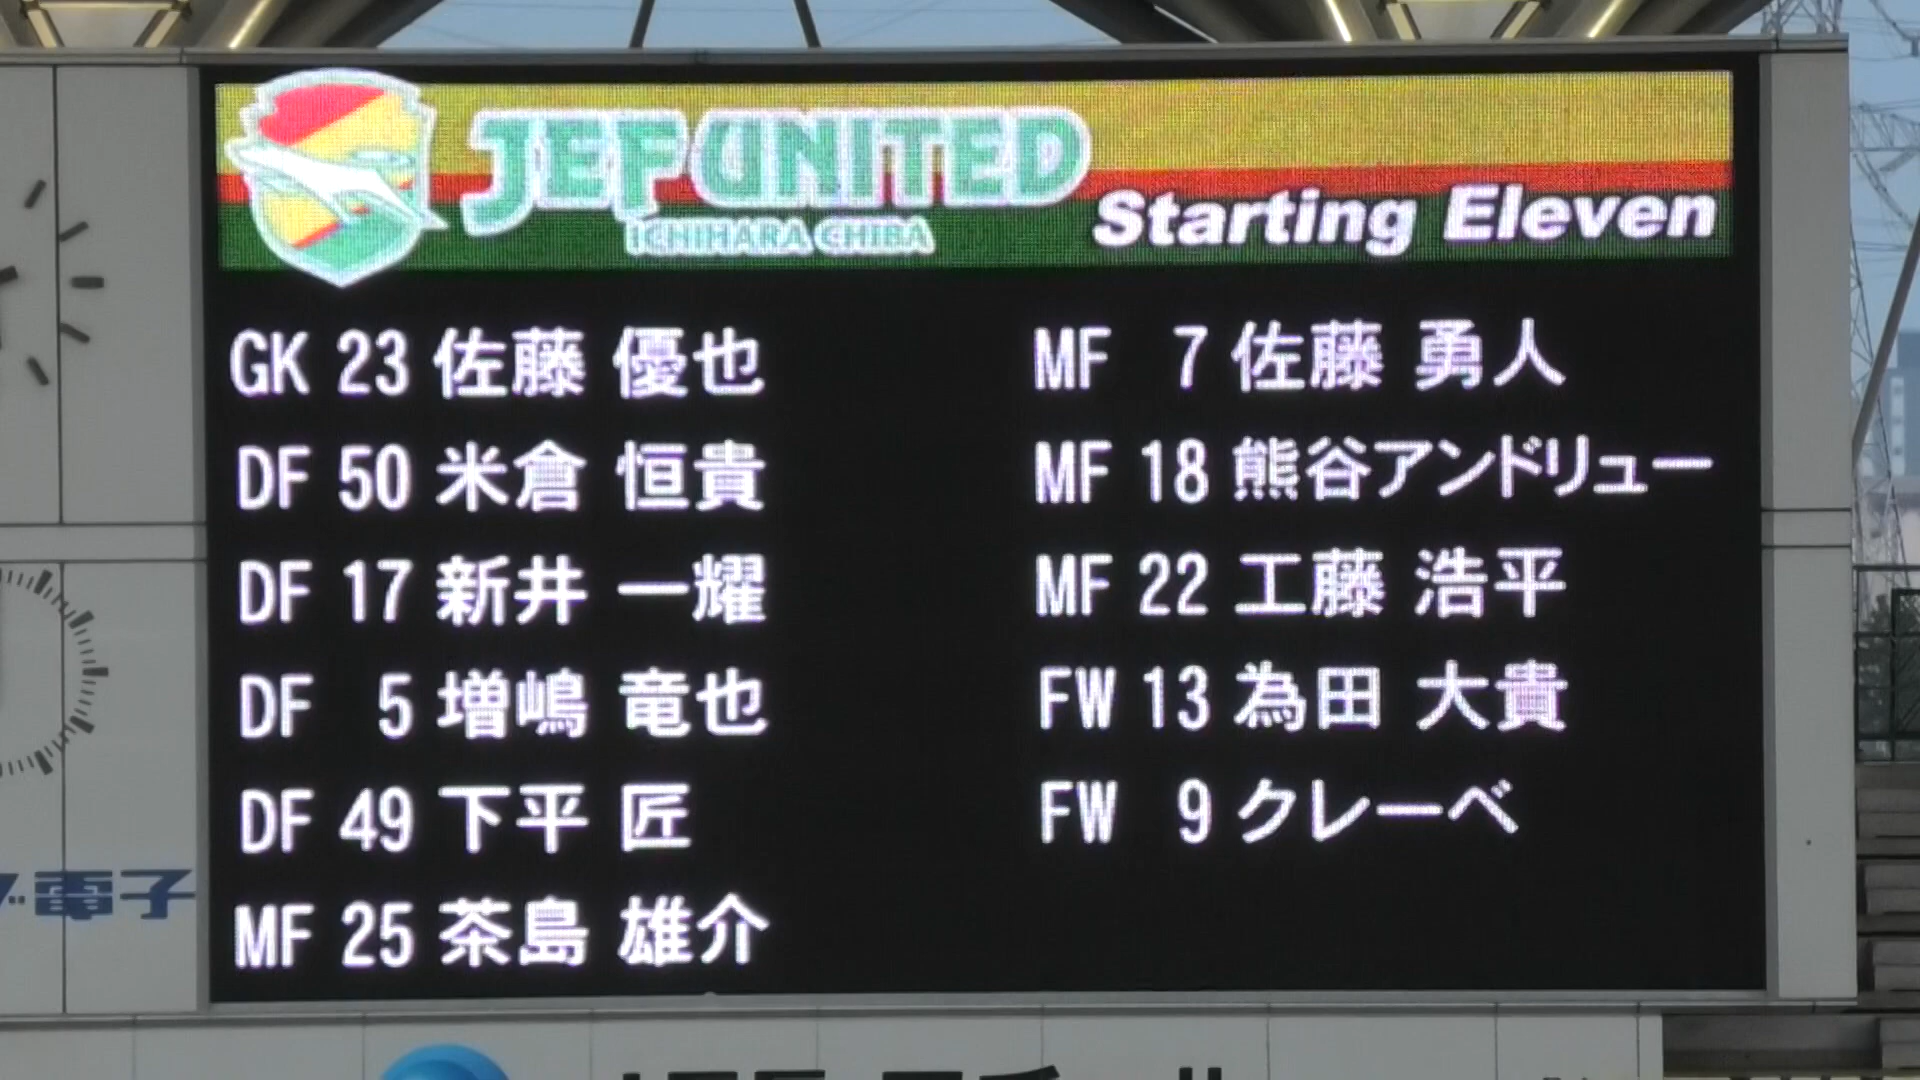 JEF UNITED
ICHIHARA CHIBA
Starting Eleven
GK 23 佐藤 優也
DF 50 米倉 恒貴
DF 17 新井 一耀
DF 5 増嶋 竜也
DF 49 下平 匠
MF 25 茶島 雄介
MF 7 佐藤 勇人
MF 18 熊谷アンドリュー
MF 22 工藤 浩平
FW 13 為田 大貴
FW 9 クレーベ
電子